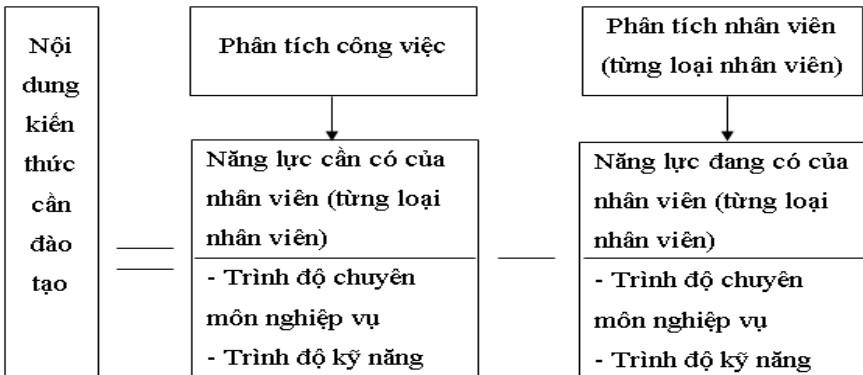 Nội
dung
kiến
thức
cần
đào
tạo
Phân tích công việc
Năng lực cần có của
nhân viên (từng loại
nhân viên)
- Trình độ chuyên
môn nghiệp vụ
- Trình độ kỹ năng
Phân tích nhân viên
(từng loại nhân viên)
Năng lực đang có của
nhân viên (từng loại
nhân viên)
- Trình độ chuyên
môn nghiệp vụ
- Trình độ kỹ năng